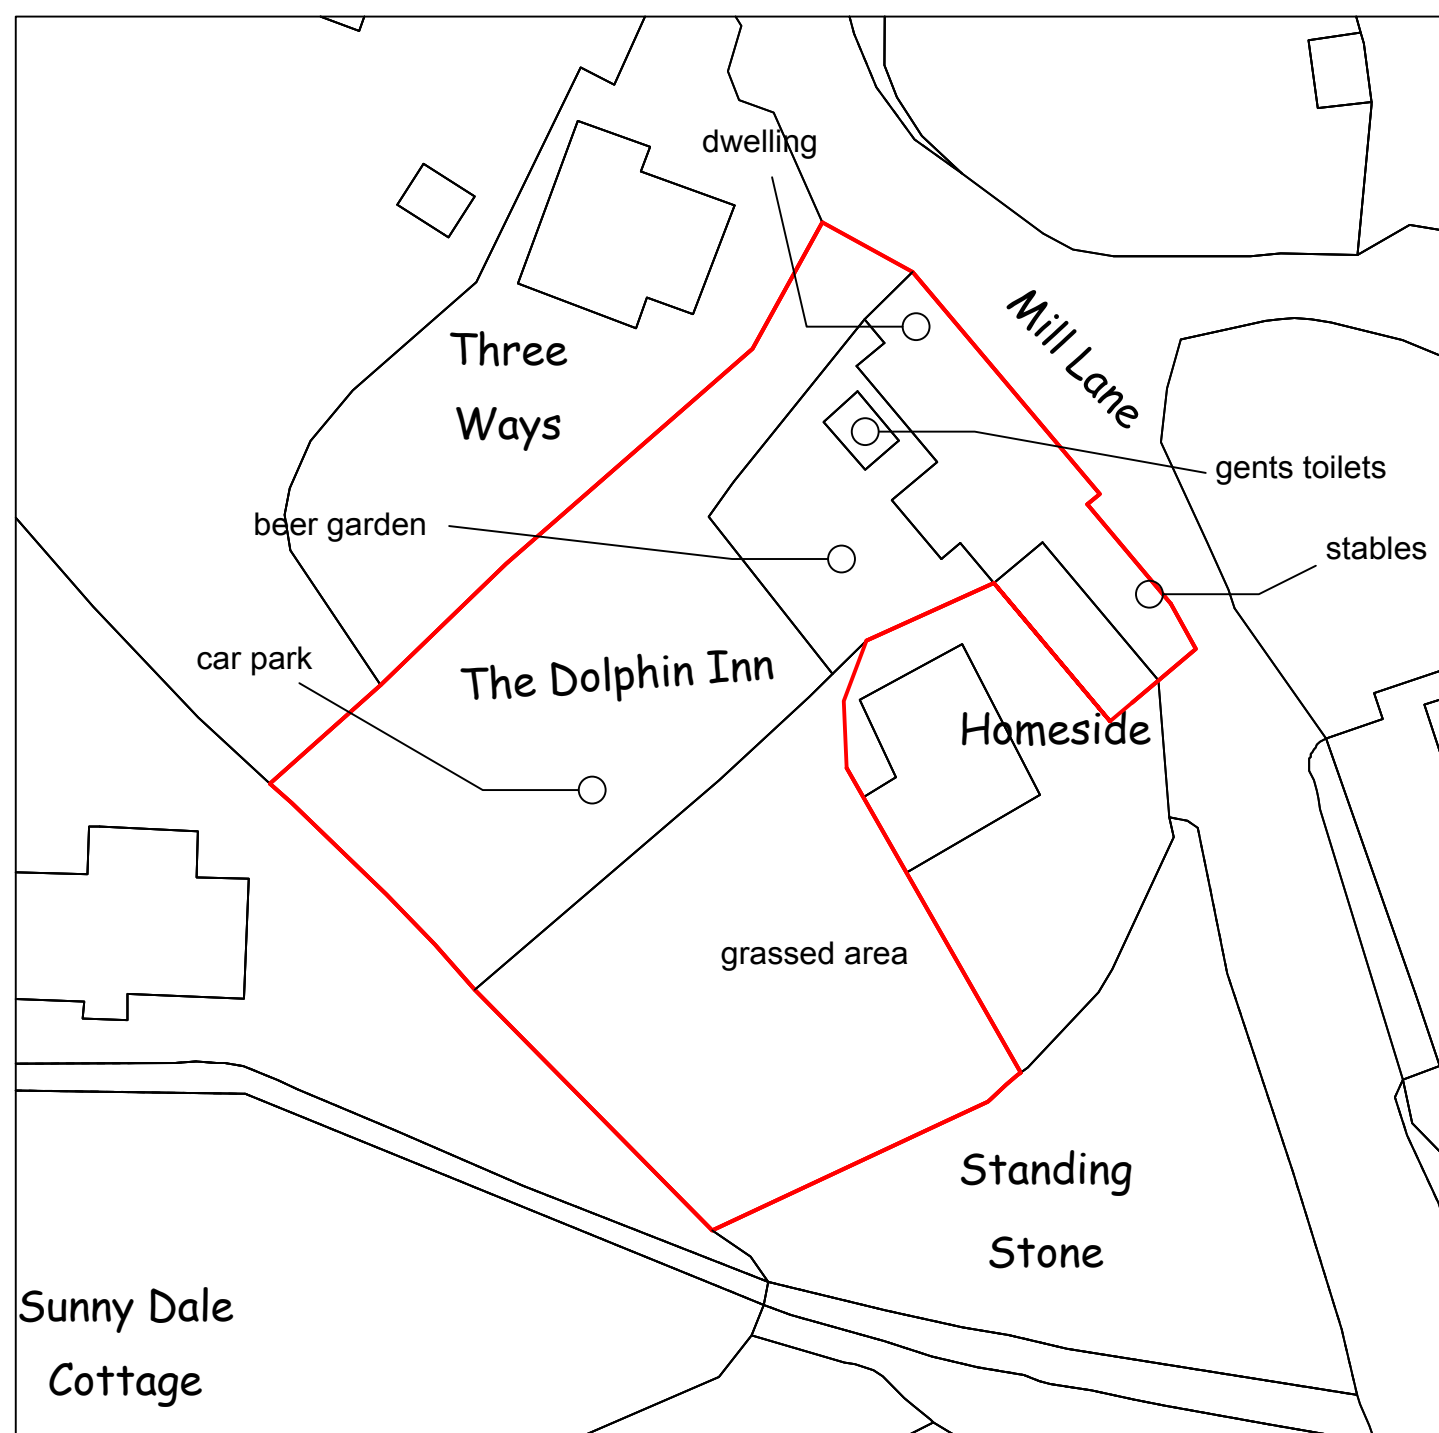 dwelling
Mill Lane
Three
Ways
gents toilets
beer garden
stables
car park
The Dolphin Inn
Homeside
grassed area
Standing
Stone
Sunny Dale
Cottage